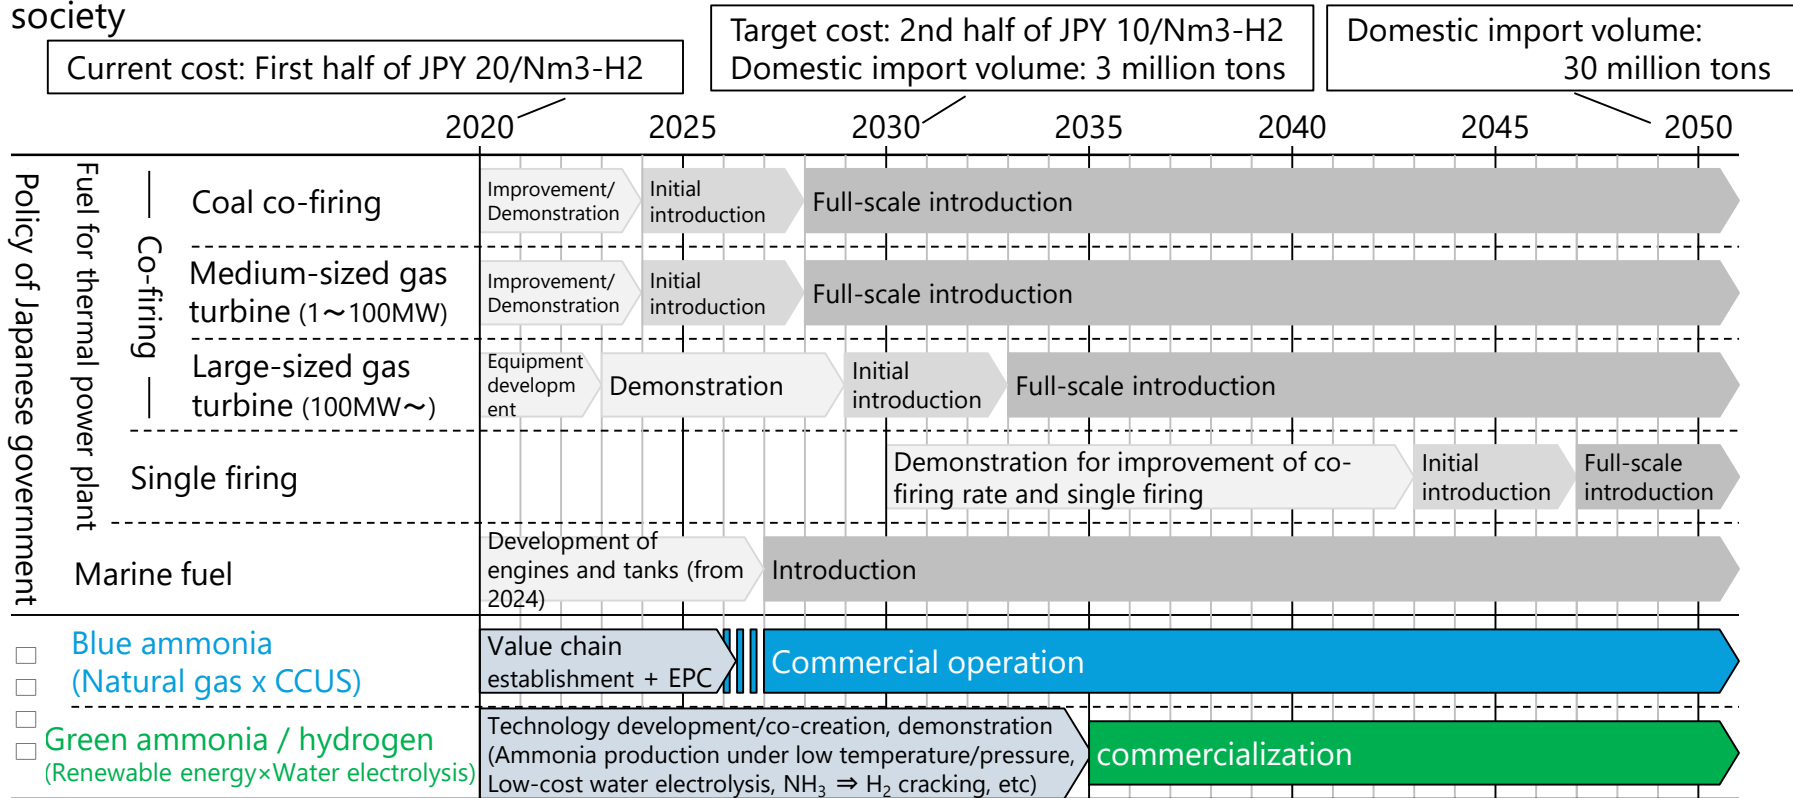 society
Current cost: First half of JPY 20/Nm3-H2
Target cost: 2nd half of JPY 10/Nm3-H2
Domestic import volume: 3 million tons
Domestic import volume:
30 million tons
2020
2025
2030
2035
2040
2045
2050
Policy of Japanese government
Fuel for thermal power plant
Co-firing
Coal co-firing
Improvement/
Demonstration
Initial
introduction
Full-scale introduction
Medium-sized gas
turbine (1～100MW)
Improvement/
Demonstration
Initial
introduction
Full-scale introduction
Large-sized gas
turbine (100MW～)
Equipment
developm
ent
Demonstration
Initial
introduction
Full-scale introduction
Single firing
Demonstration for improvement of co-
firing rate and single firing
Initial
introduction
Full-scale
introduction
Marine fuel
Development of
engines and tanks (from
2024)
Introduction
Blue ammonia
(Natural gas x CCUS)
Value chain
establishment + EPC
Commercial operation
Green ammonia / hydrogen
(Renewable energy×Water electrolysis)
Technology development/co-creation, demonstration
(Ammonia production under low temperature/pressure,
Low-cost water electrolysis, NH₃ ⇒ H₂ cracking, etc)
commercialization